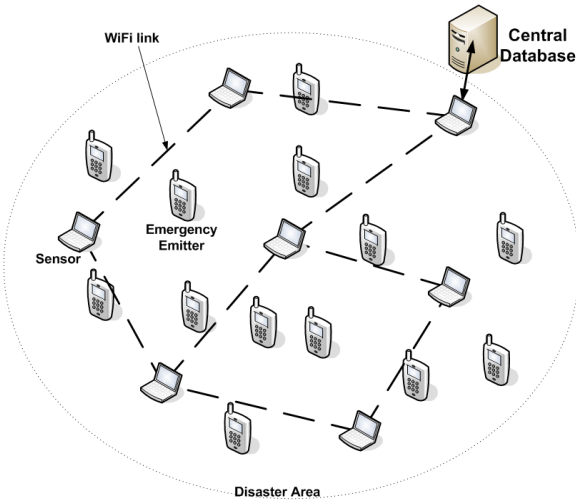 WiFi link
Central
Database
Emergency
Emitter
Sensor
Disaster Area